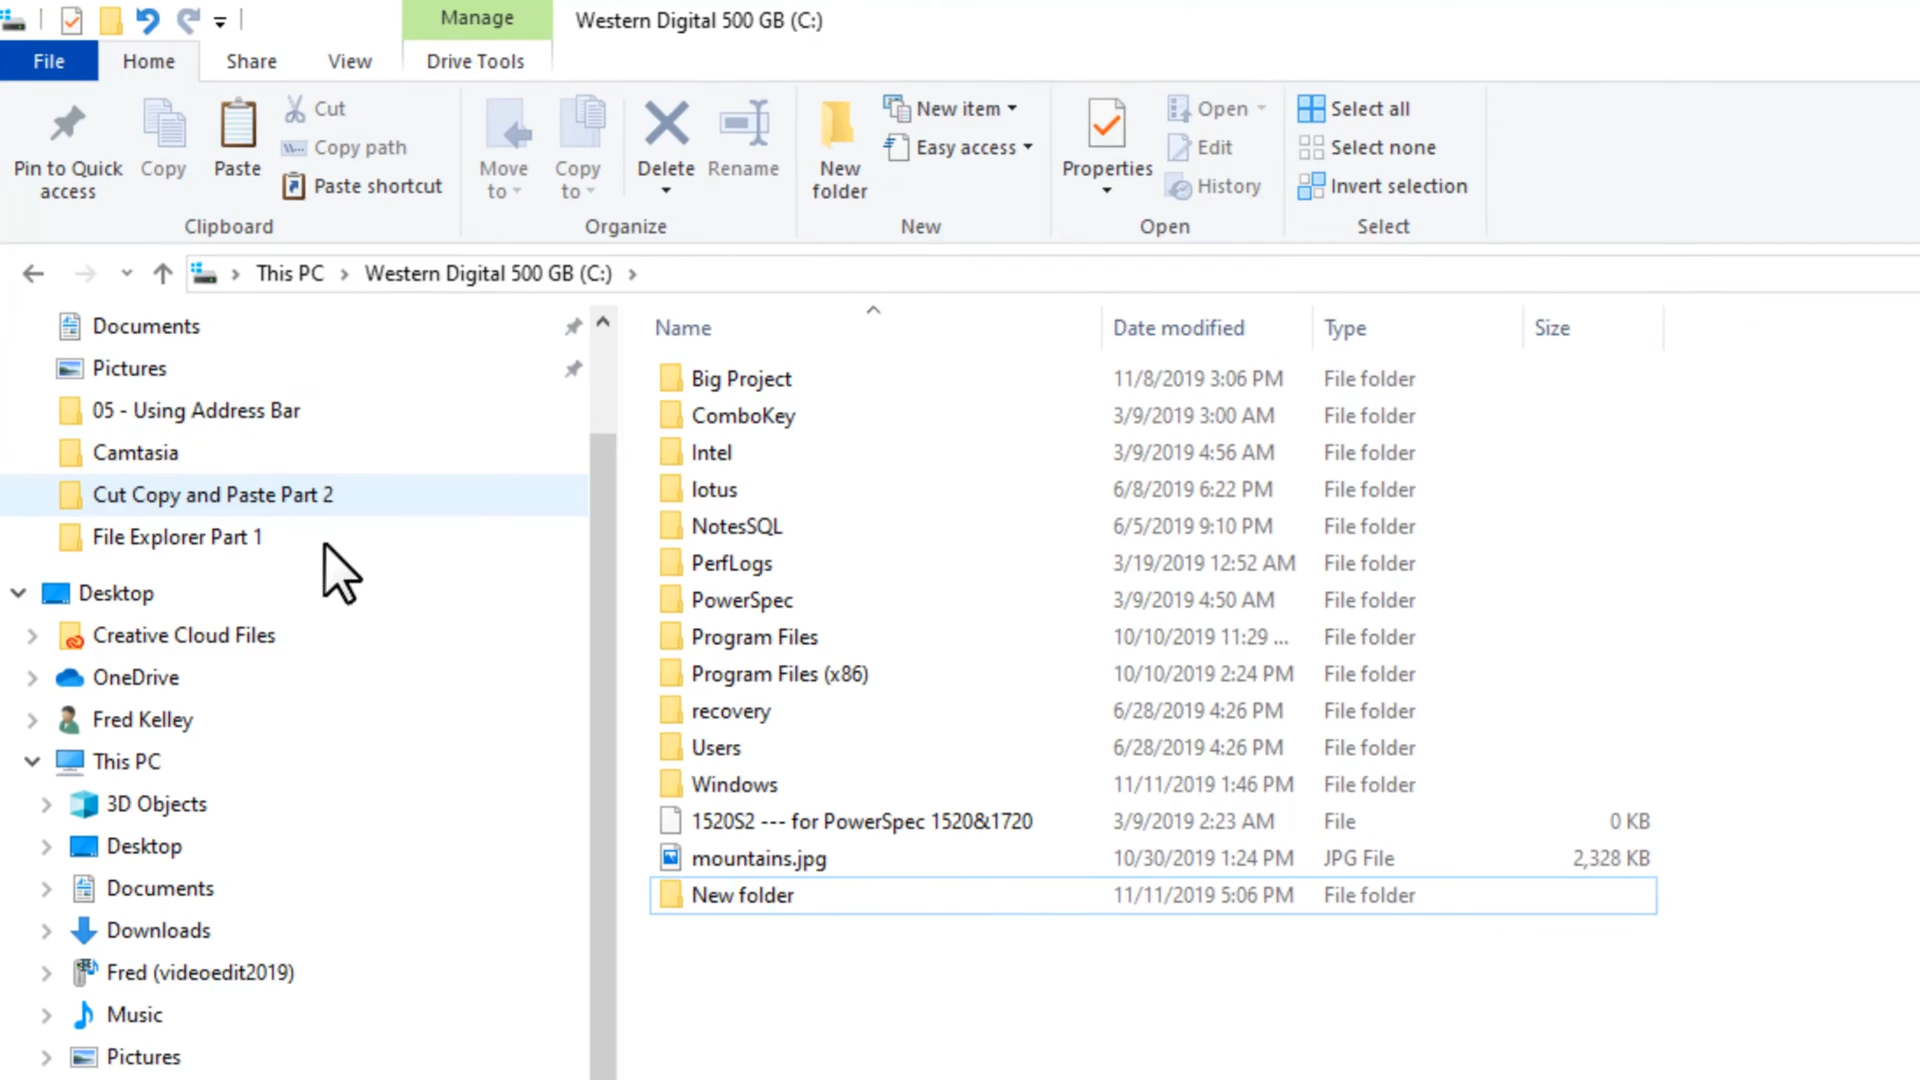 Manage
Western Digital 500 GB (C:)
File
Home
Share
View
Drive Tools
Pin to Quick
access
Copy
Paste
Cut
Copy path
Paste shortcut
Clipboard
Move
to
Copy
to
Delete
Rename
Organize
New
folder
New item
Easy access
New
Properties
Open
Edit
History
Open
Select all
Select none
Invert selection
Select
This PC > Western Digital 500 GB (C:) >
Documents
Pictures
05 - Using Address Bar
Camtasia
Cut Copy and Paste Part 2
File Explorer Part 1
Desktop
Creative Cloud Files
OneDrive
Fred Kelley
This PC
3D Objects
Desktop
Documents
Downloads
Fred (videoedit2019)
Music
Pictures
Name Date modified Type Size
Big Project 11/8/2019 3:06 PM File folder
ComboKey 3/9/2019 3:00 AM File folder
Intel 3/9/2019 4:56 AM File folder
lotus 6/8/2019 6:22 PM File folder
NotesSQL 6/5/2019 9:10 PM File folder
PerfLogs 3/19/2019 12:52 AM File folder
PowerSpec 3/9/2019 4:50 AM File folder
Program Files 10/10/2019 11:29 ... File folder
Program Files (x86) 10/10/2019 2:24 PM File folder
recovery 6/28/2019 4:26 PM File folder
Users 6/28/2019 4:26 PM File folder
Windows 11/11/2019 1:46 PM File folder
1520S2 --- for PowerSpec 1520&1720 3/9/2019 2:23 AM File 0 KB
mountains.jpg 10/30/2019 1:24 PM JPG File 2,328 KB
New folder 11/11/2019 5:06 PM File folder